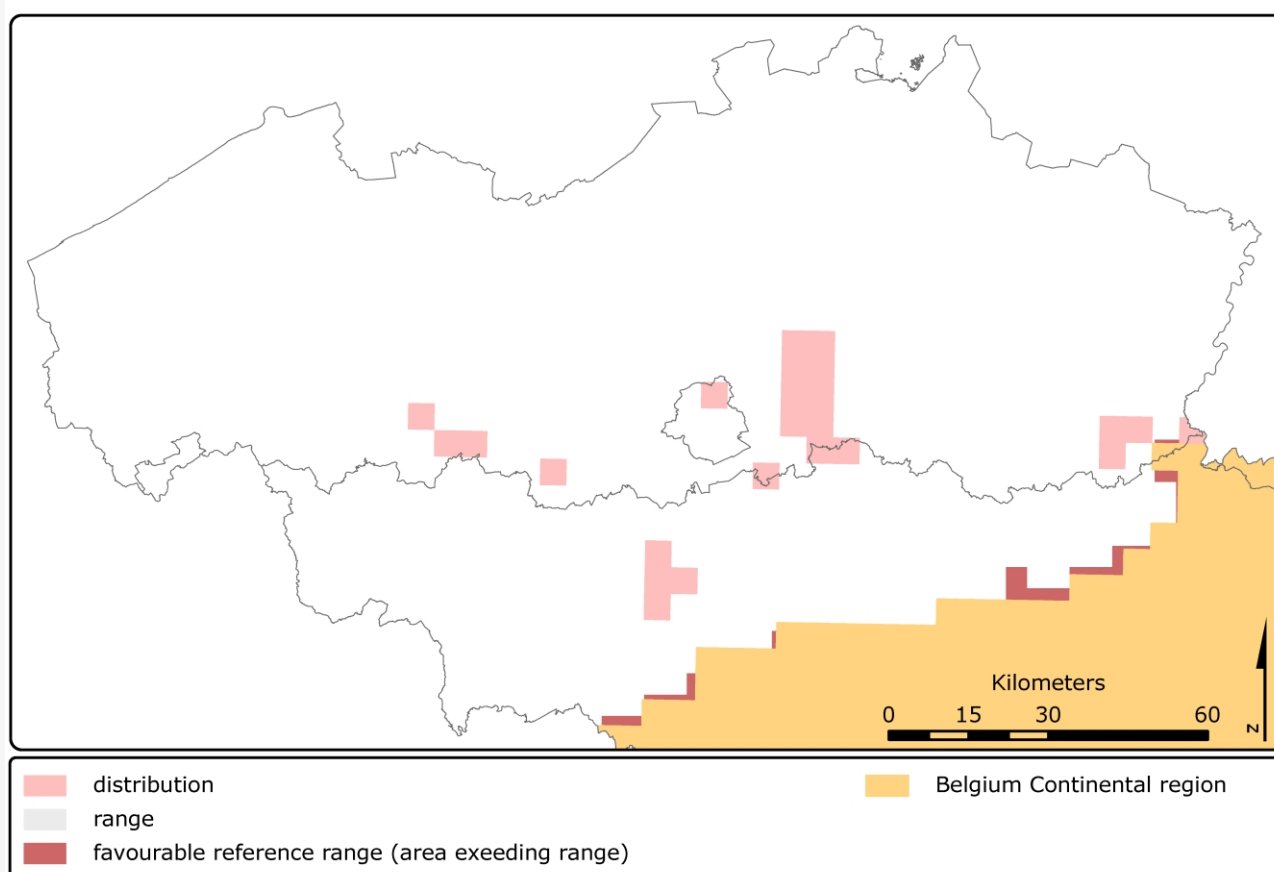 Kilometers
0 15 30 60
N
distribution
range
favourable reference range (area exeeding range)
Belgium Continental region